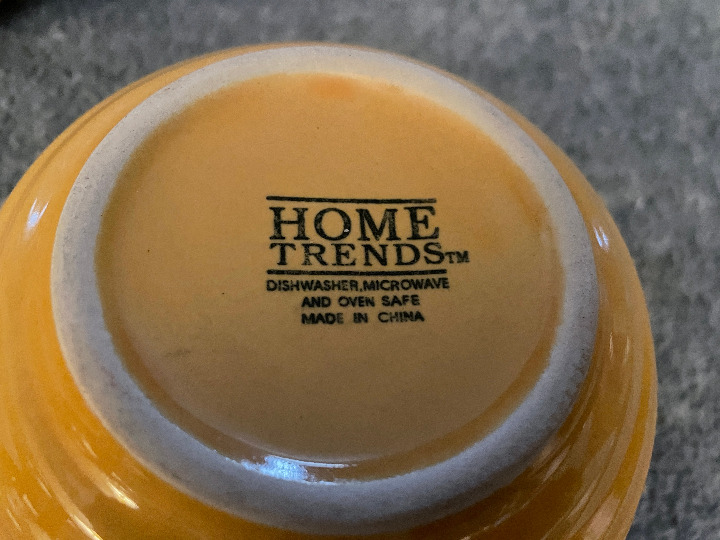 HOME
TRENDS™
DISHWASHER, MICROWAVE
AND OVEN SAFE
MADE IN CHINA